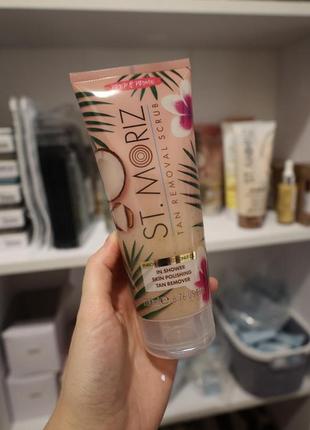 ST. MORIZ
TAN REMOVAL SCRUB
IN SHOWER
SKIN POLISHING
TAN REMOVER